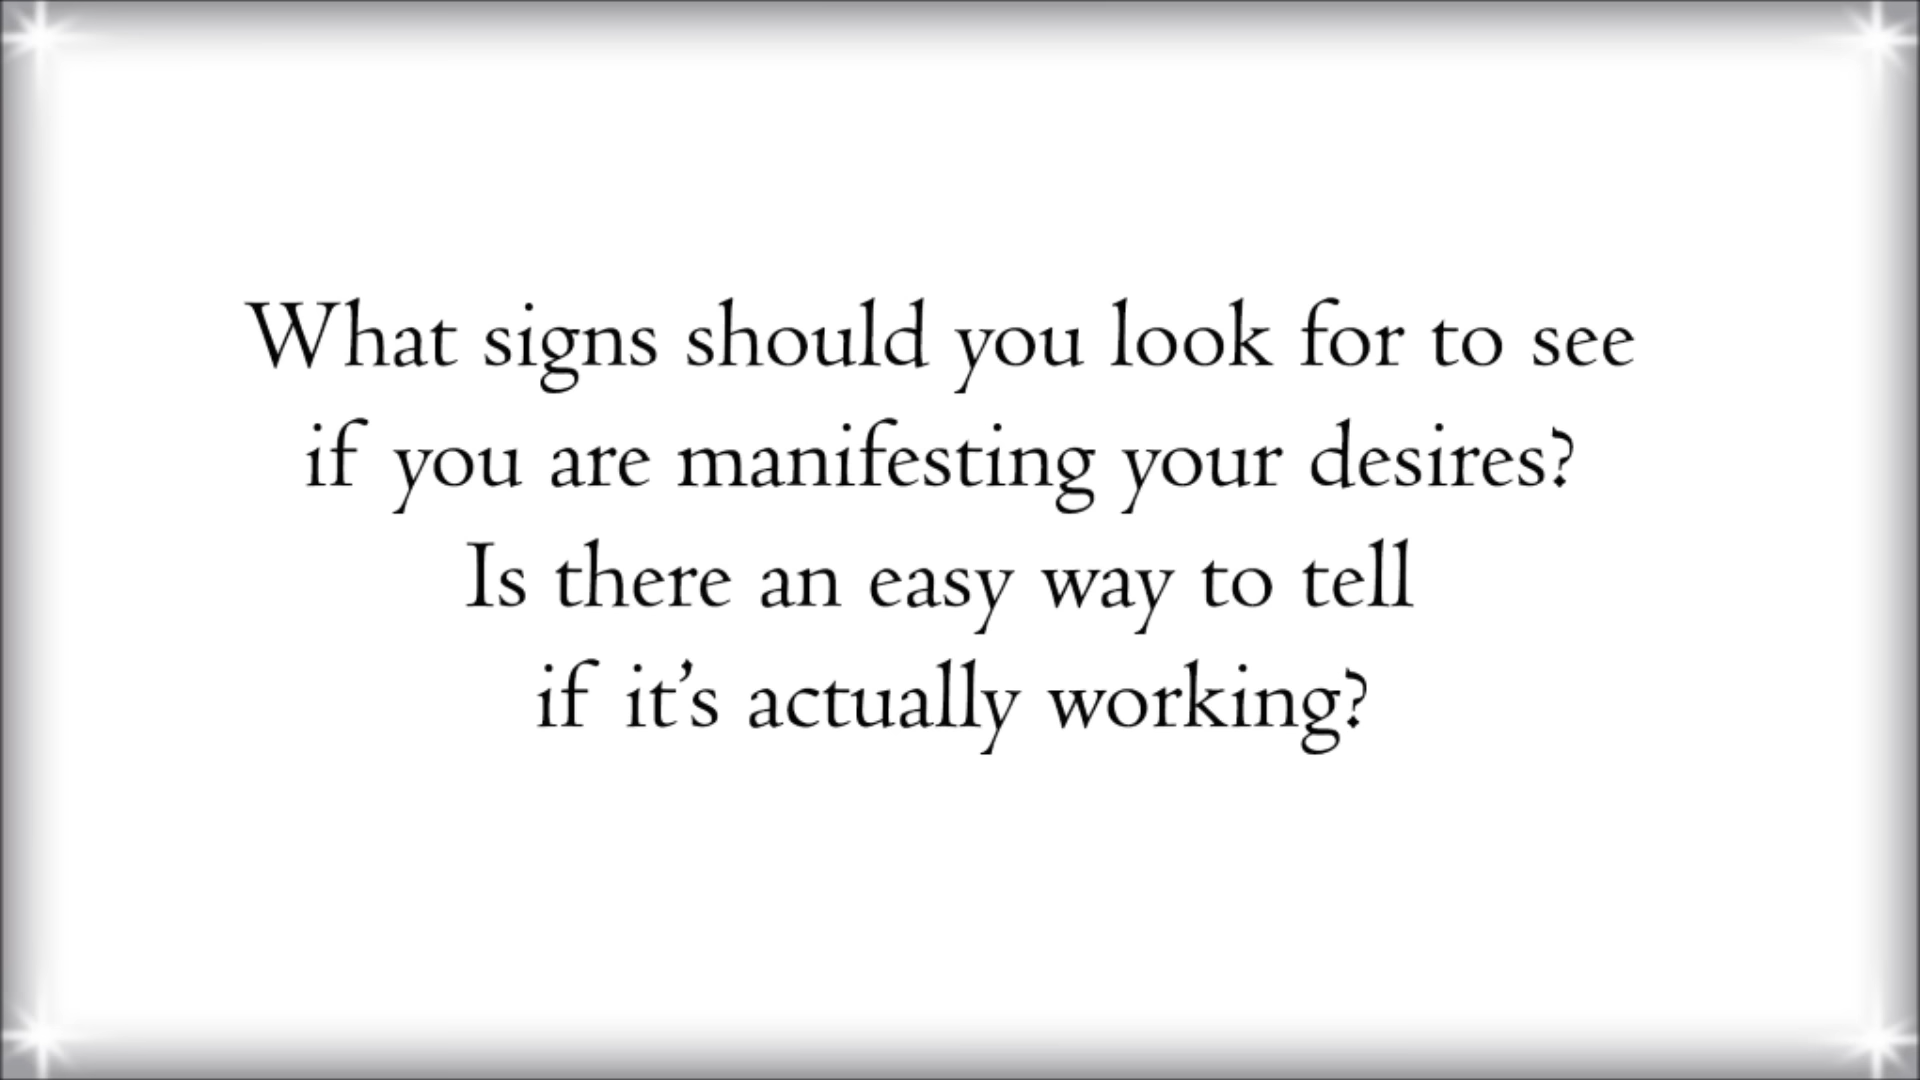 What signs should you look for to see
if you are manifesting your desires?
Is there an easy way to tell
if it’s actually working?